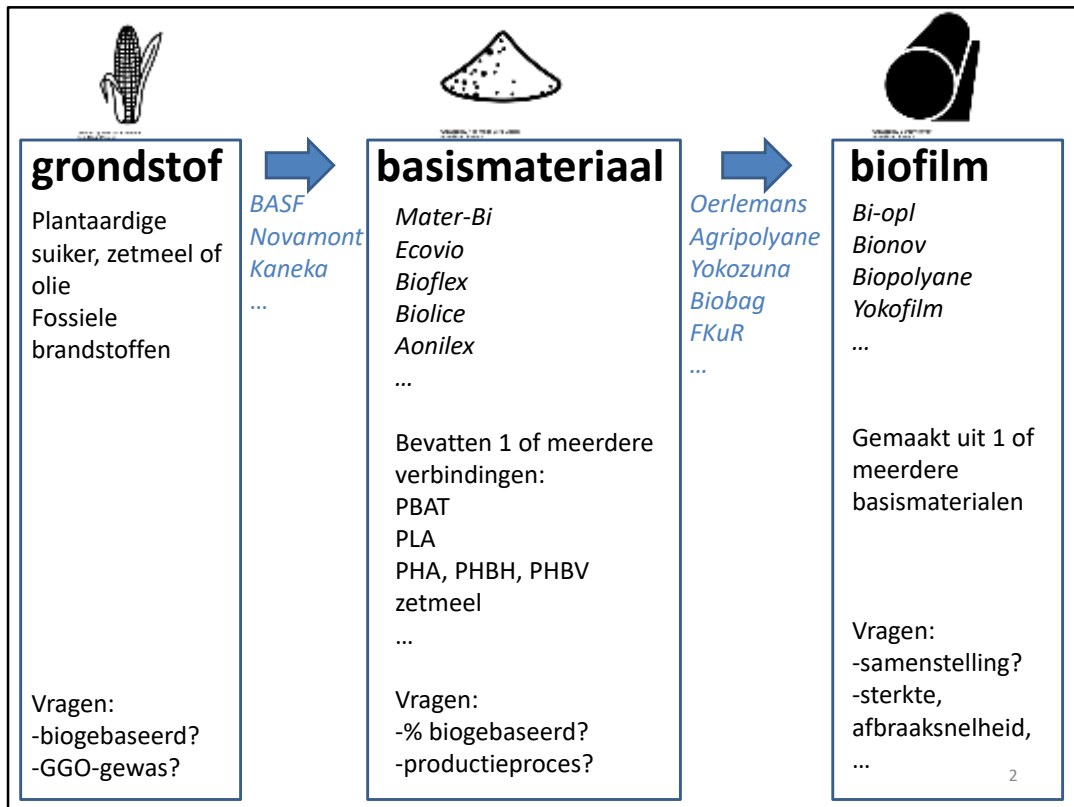 grondstof
Plantaardige
suiker, zetmeel of
olie
Fossiele
brandstoffen
Vragen:
-biogebaseerd?
-GGO-gewas?
BASF
Novamont
Kaneka
…
basismateriaal
Mater-Bi
Ecovio
Bioflex
Biolice
Aonilex
…
Bevatten 1 of meerdere
verbindingen:
PBAT
PLA
PHA, PHBH, PHBV
zetmeel
…
Vragen:
-% biogebaseerd?
-productieproces?
Oerlemans
Agripolyane
Yokozuna
Biobag
FKuR
…
biofilm
Bi-opl
Bionov
Biopolyane
Yokofilm
…
Gemaakt uit 1 of
meerdere
basismaterialen
Vragen:
-samenstelling?
-sterkte,
afbraaksnelheid,
…
2